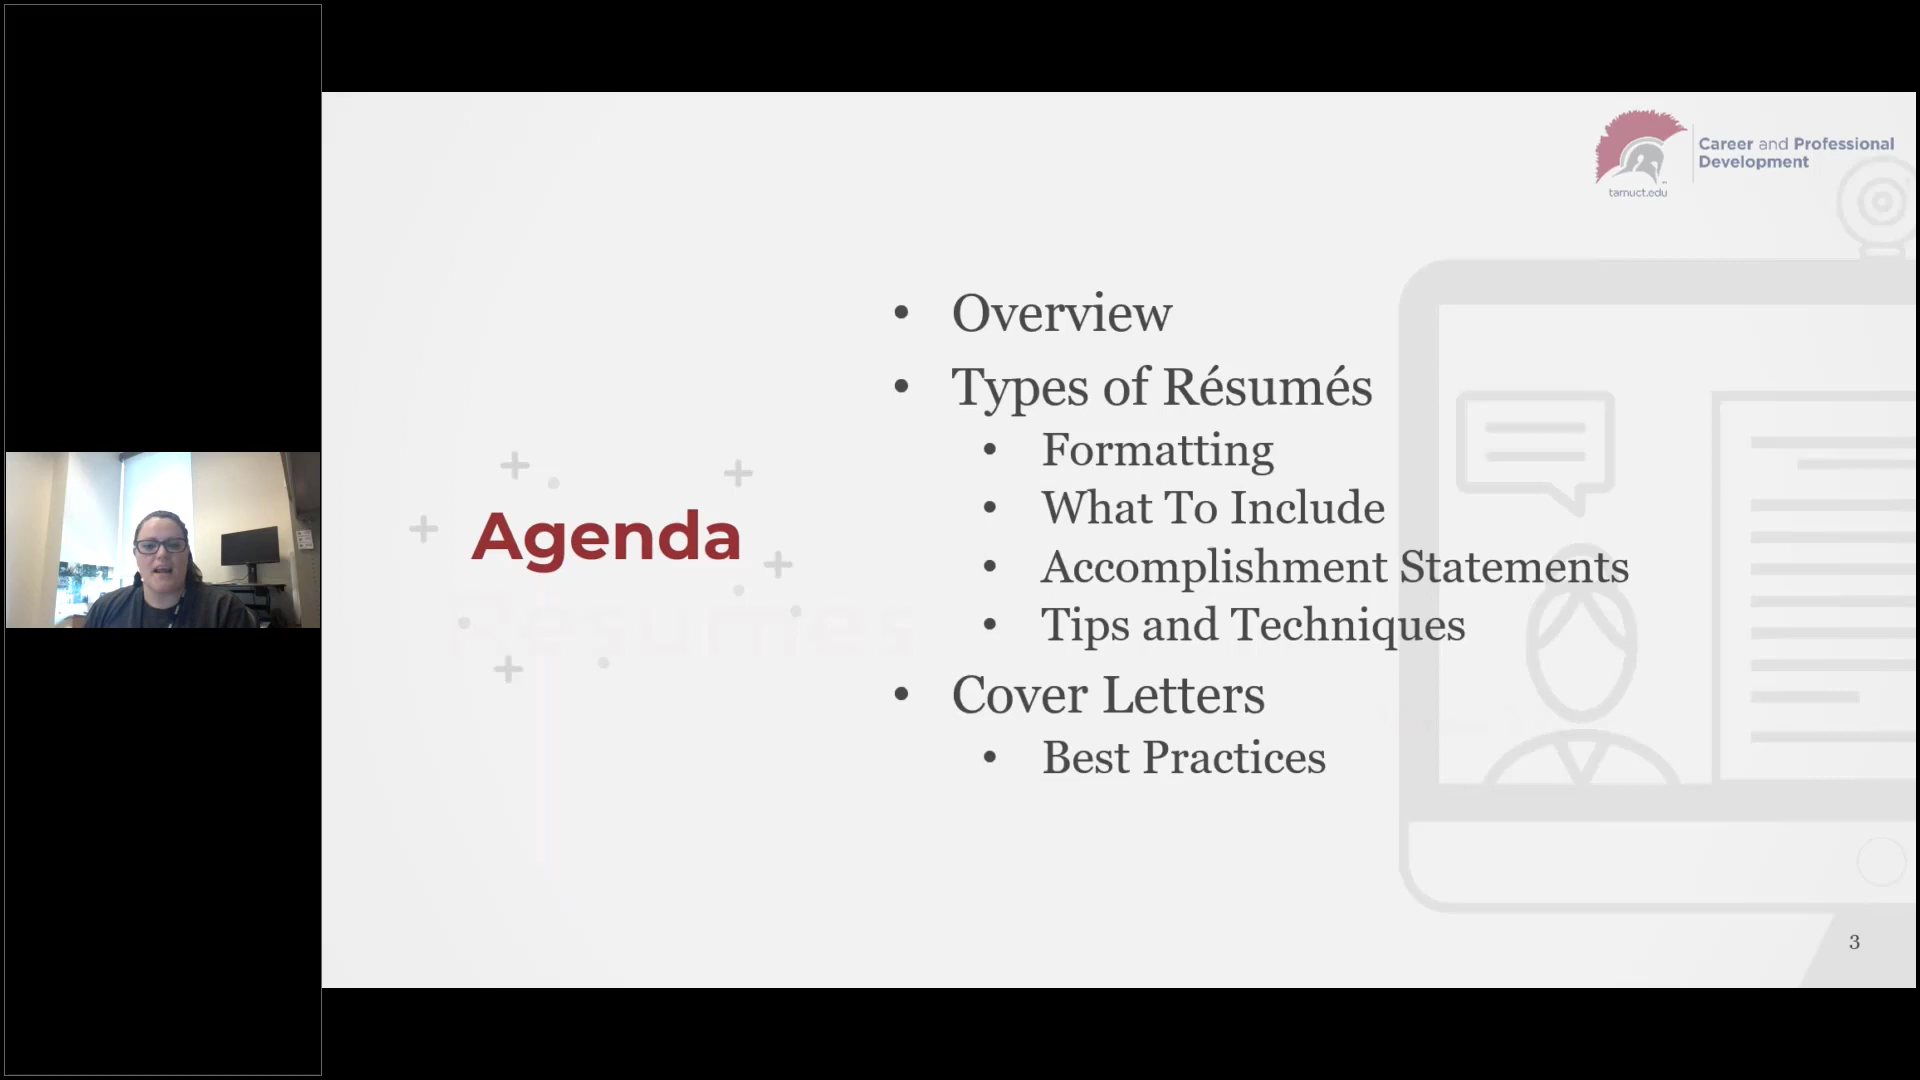 Career and Professional
Development
tamuct.edu
Agenda
• Overview
• Types of Résumés
• Formatting
• What To Include
• Accomplishment Statements
• Tips and Techniques
• Cover Letters
• Best Practices
Résumés
3